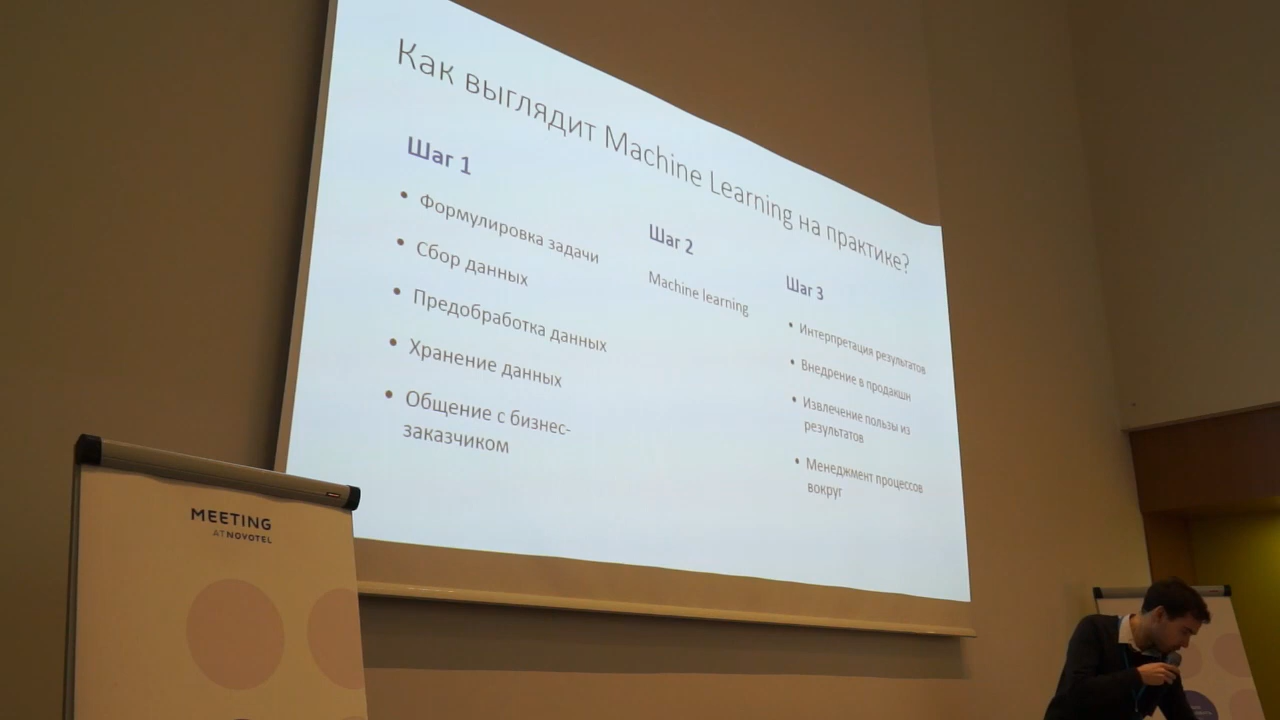 Как выглядит Machine Learning на практике?
Шаг 1
• Формулировка задачи
• Сбор данных
• Предобработка данных
• Хранение данных
• Общение с бизнес-
заказчиком
Шаг 2
Machine learning
Шаг 3
• Интерпретация результатов
• Внедрение в продакшн
• Извлечение пользы из
результатов
• Менеджмент процессов
вокруг
MEETING
AT NOVOTEL